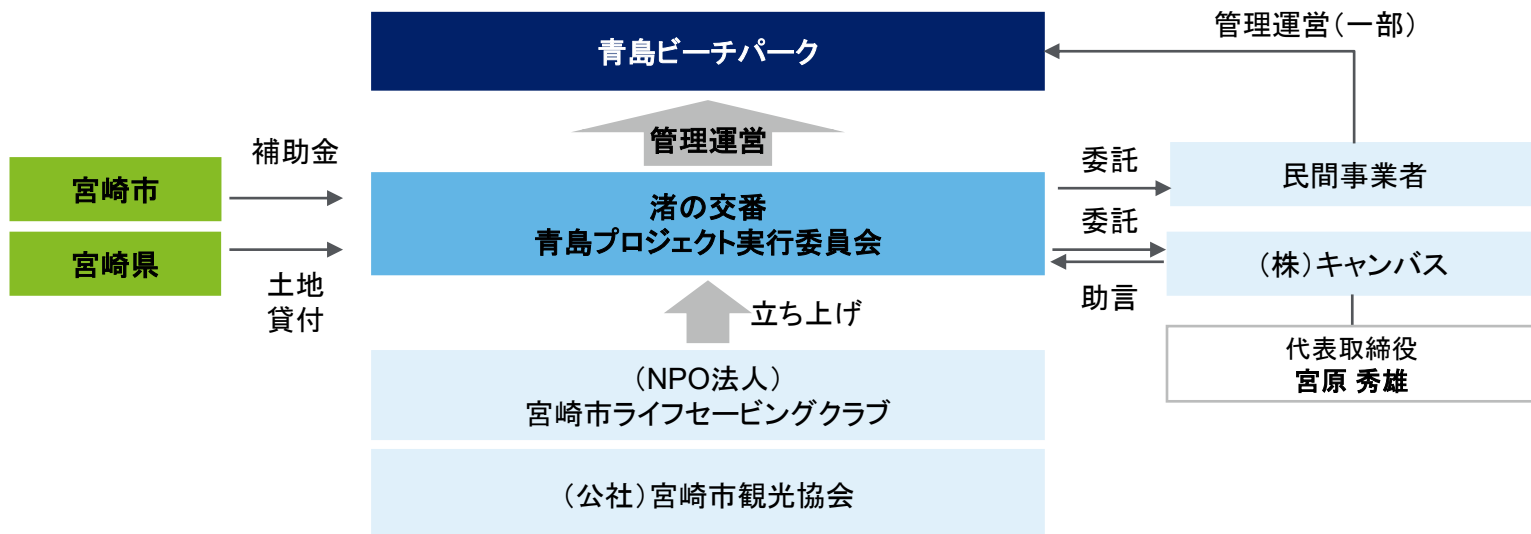 管理運営（一部）
青島ビーチパーク
管理運営
補助金
宮崎市
宮崎県
土地
貸付
渚の交番
青島プロジェクト実行委員会
委託
民間事業者
委託
（株）キャンバス
助言
代表取締役
宮原 秀雄
立ち上げ
（NPO法人）
宮崎市ライフセービングクラブ
（公社）宮崎市観光協会